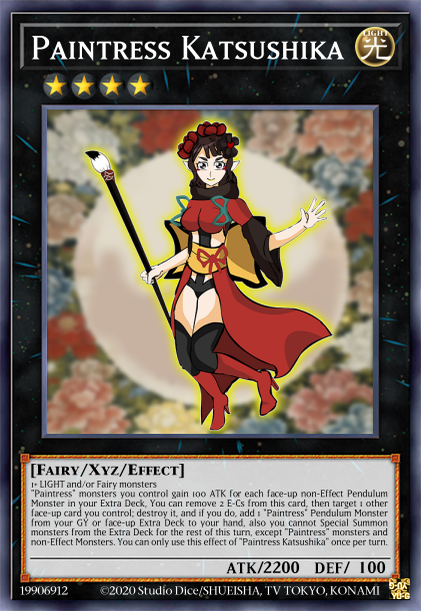 Paintress Katsushika
LIGHT
光
[Fairy/Xyz/Effect]
1+ LIGHT and/or Fairy monsters
"Paintress" monsters you control gain 100 ATK for each face-up non-Effect Pendulum
Monster in your Extra Deck, You can remove 2 E-Cs from this card, then target 1 other
face-up card you control; destroy it, and if you do, add 1 "Paintress" Pendulum Monster
from your GY or face-up Extra Deck to your hand, also you cannot Special Summon
monsters from the Extra Deck for the rest of this turn, except "Paintress" monsters and
non-Effect Monsters. You can only use this effect of "Paintress Katsushika" once per turn.
ATK/2200 DEF/ 100
19906912 ©2020 Studio Dice/SHUEISHA, TV TOKYO, KONAMI